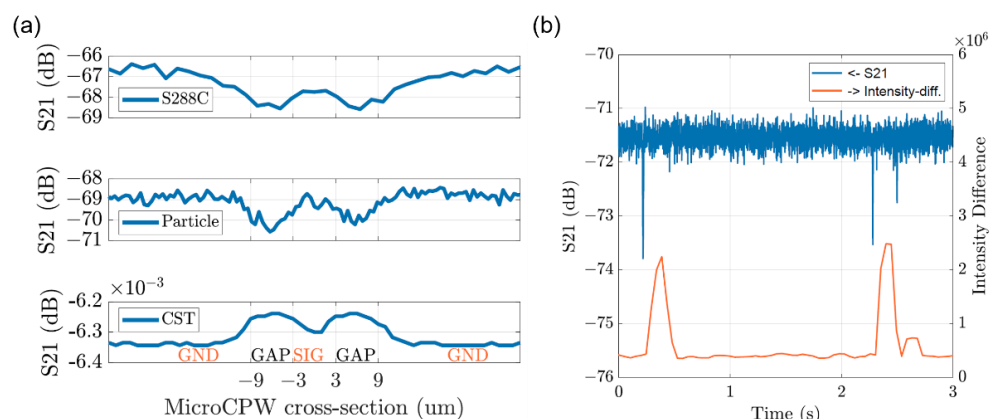 (a)
−66
−67
−68
−69
S21 (dB)
S288C
−68
−69
−70
−71
S21 (dB)
Particle
×10⁻³
-6.2
-6.3
-6.4
S21 (dB)
CST
GND GAP SIG GAP GND
−9 −3 3 9
MicroCPW cross-section (um)
(b)
×10⁶
−70
−71
−72
−73
−74
−75
−76
S21 (dB)
<- S21
-> Intensity-diff.
6
5
4
3
2
1
0
Intensity Difference
0 1 2 3
Time (s)